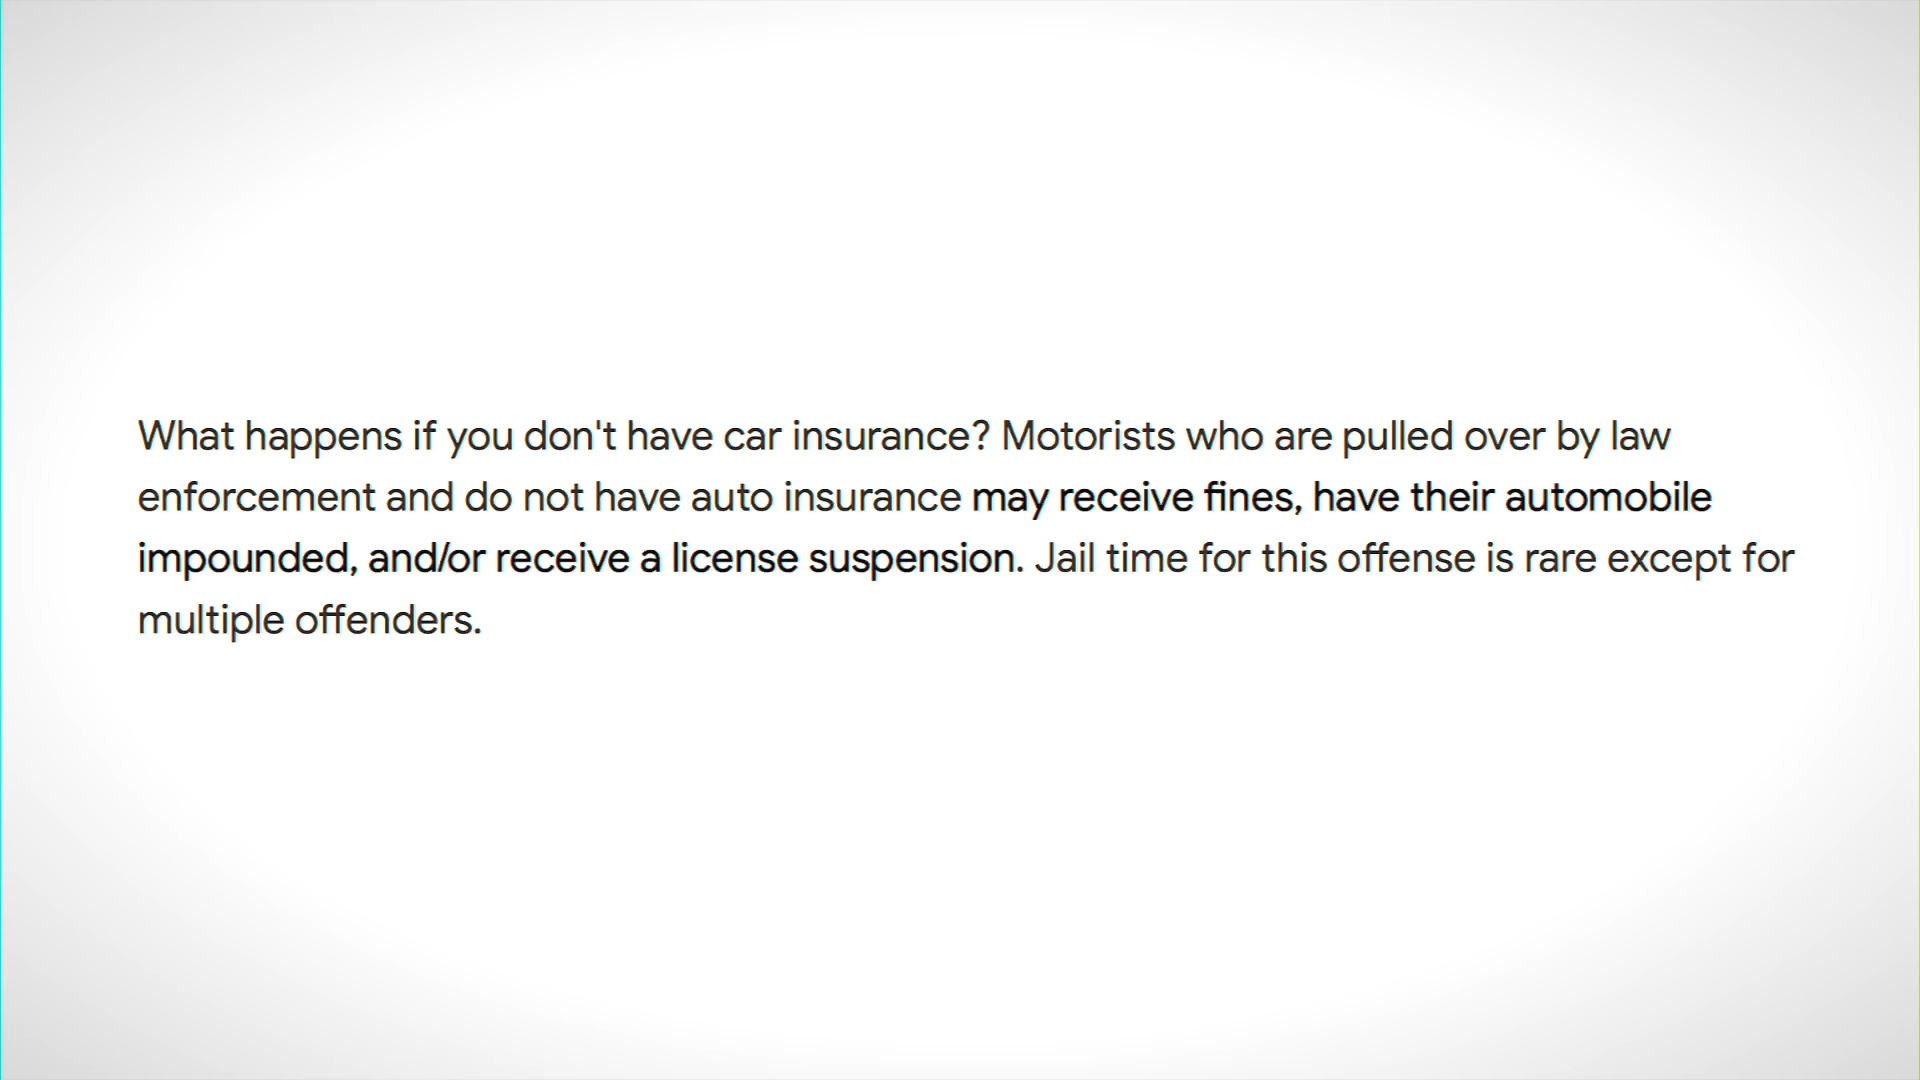 What happens if you don't have car insurance? Motorists who are pulled over by law
enforcement and do not have auto insurance may receive fines, have their automobile
impounded, and/or receive a license suspension. Jail time for this offense is rare except for
multiple offenders.